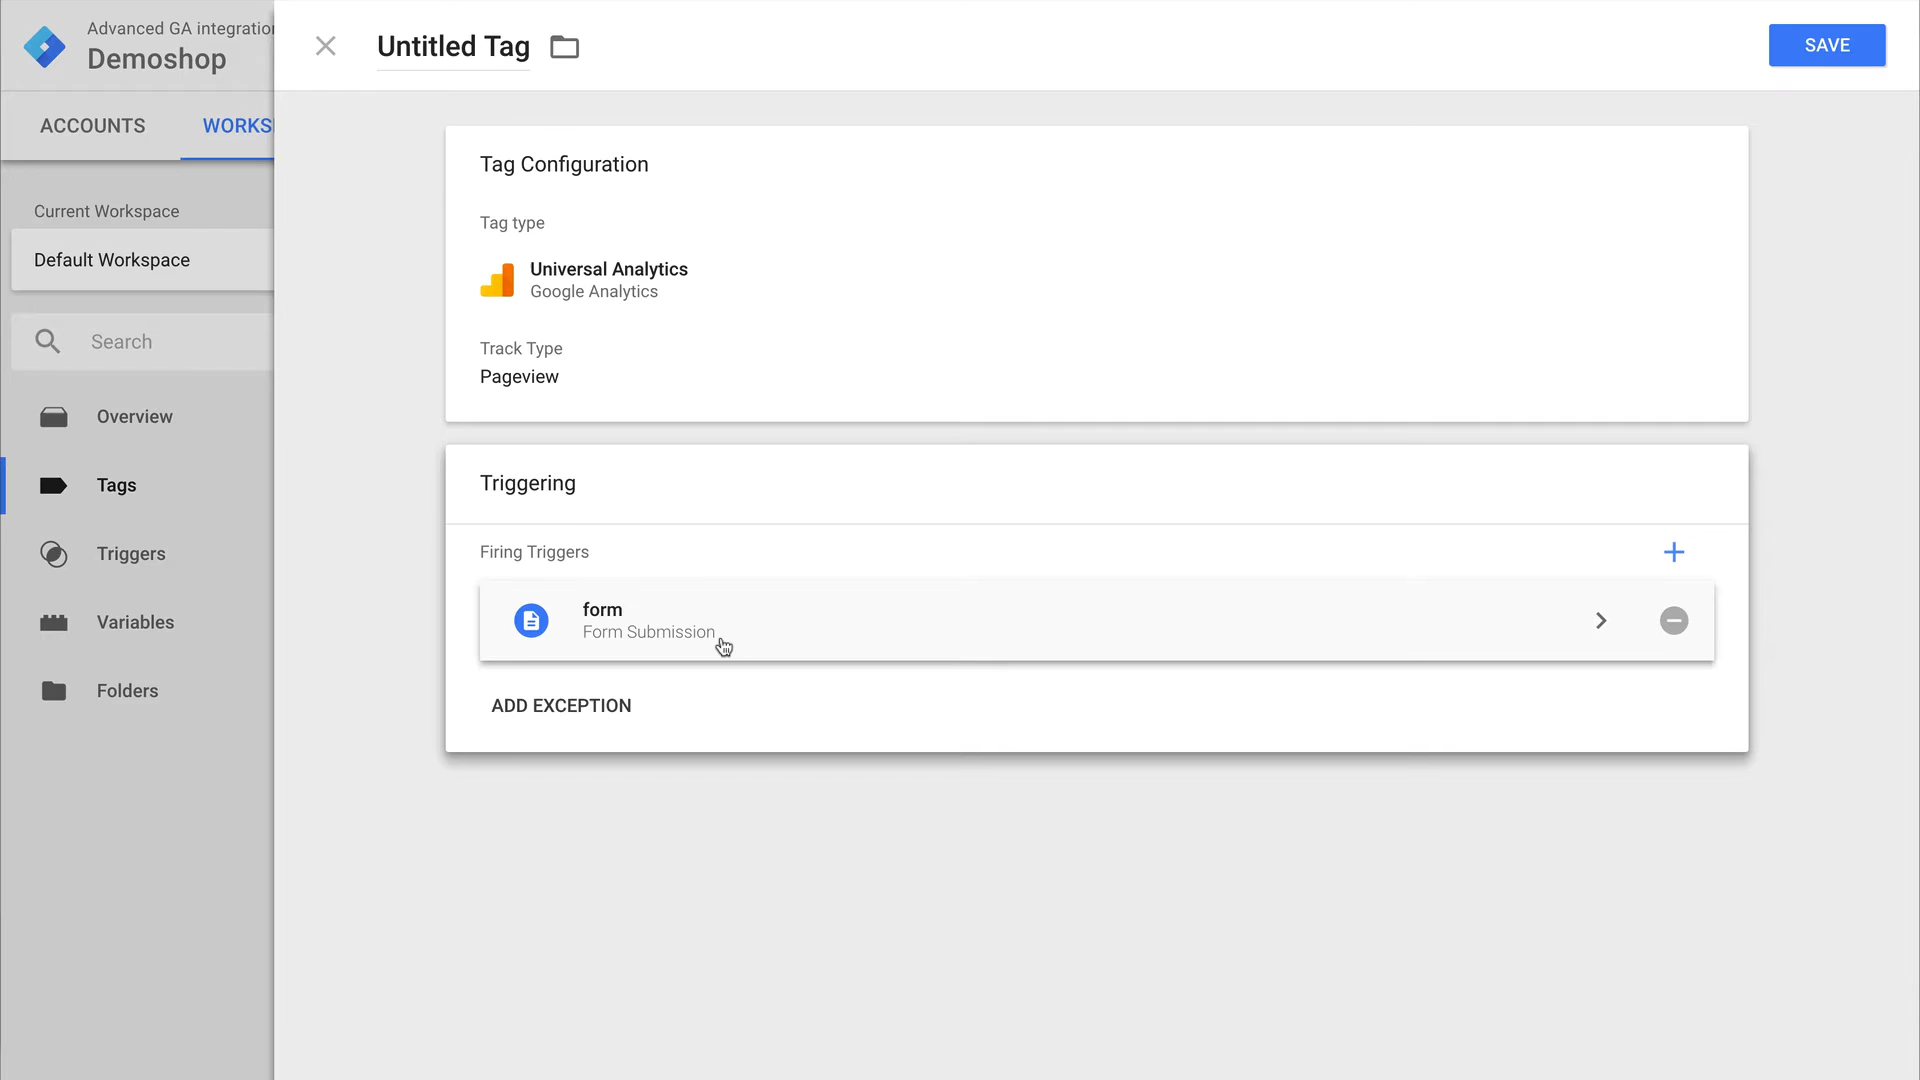 Advanced GA integration
Demoshop
Untitled Tag
SAVE
ACCOUNTS
WORKS
Current Workspace
Default Workspace
Search
Overview
Tags
Triggers
Variables
Folders
Tag Configuration
Tag type
Universal Analytics
Google Analytics
Track Type
Pageview
Triggering
Firing Triggers
form
Form Submission
ADD EXCEPTION